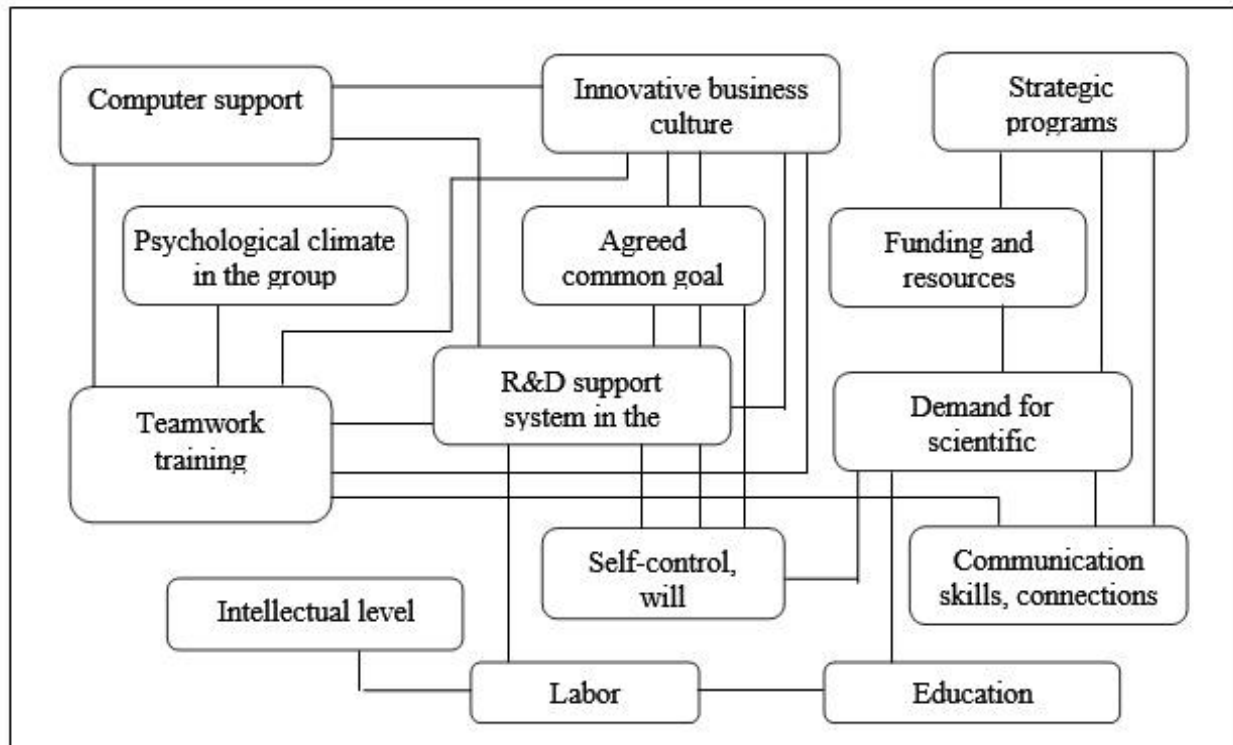 Computer support
Innovative business
culture
Strategic
programs
Psychological climate
in the group
Agreed
common goal
Funding and
resources
Teamwork
training
R&D support
system in the
Demand for
scientific
Self-control,
will
Communication
skills, connections
Intellectual level
Labor
Education